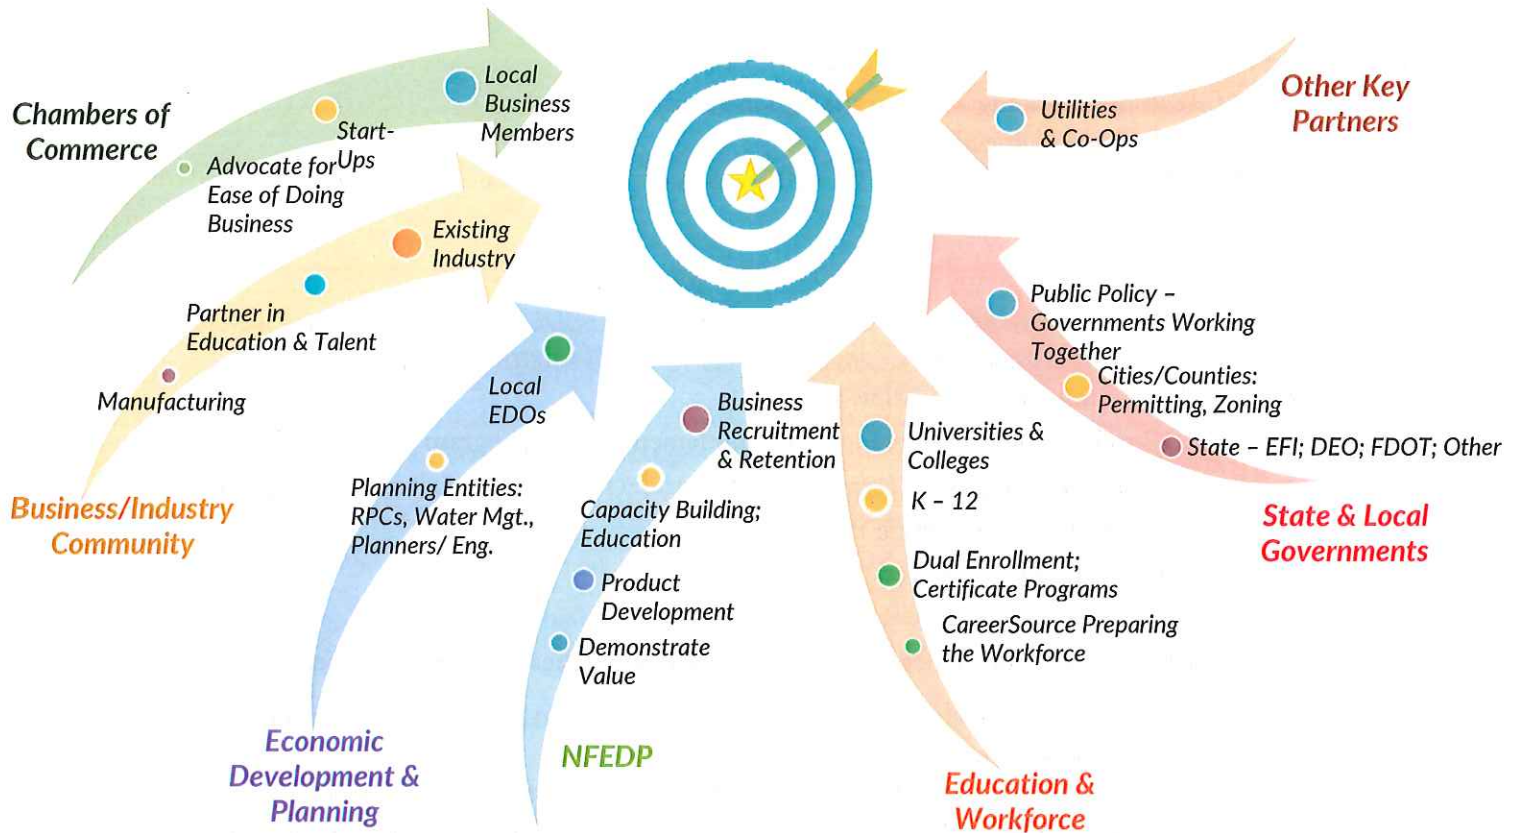 Chambers of
Commerce
Local
Business
Members
Start-
Ups
Advocate for
Ease of Doing
Business
Existing
Industry
Partner in
Education & Talent
Manufacturing
Business/Industry
Community
Local
EDOs
Planning Entities:
RPCs, Water Mgt.,
Planners/ Eng.
Economic
Development &
Planning
Business
Recruitment
& Retention
Capacity Building;
Education
Product
Development
Demonstrate
Value
NFEDP
Universities &
Colleges
K – 12
Dual Enrollment;
Certificate Programs
CareerSource Preparing
the Workforce
Education &
Workforce
Public Policy –
Governments Working
Together
Cities/Counties:
Permitting, Zoning
State – EFI; DEO; FDOT; Other
State & Local
Governments
Utilities
& Co-Ops
Other Key
Partners